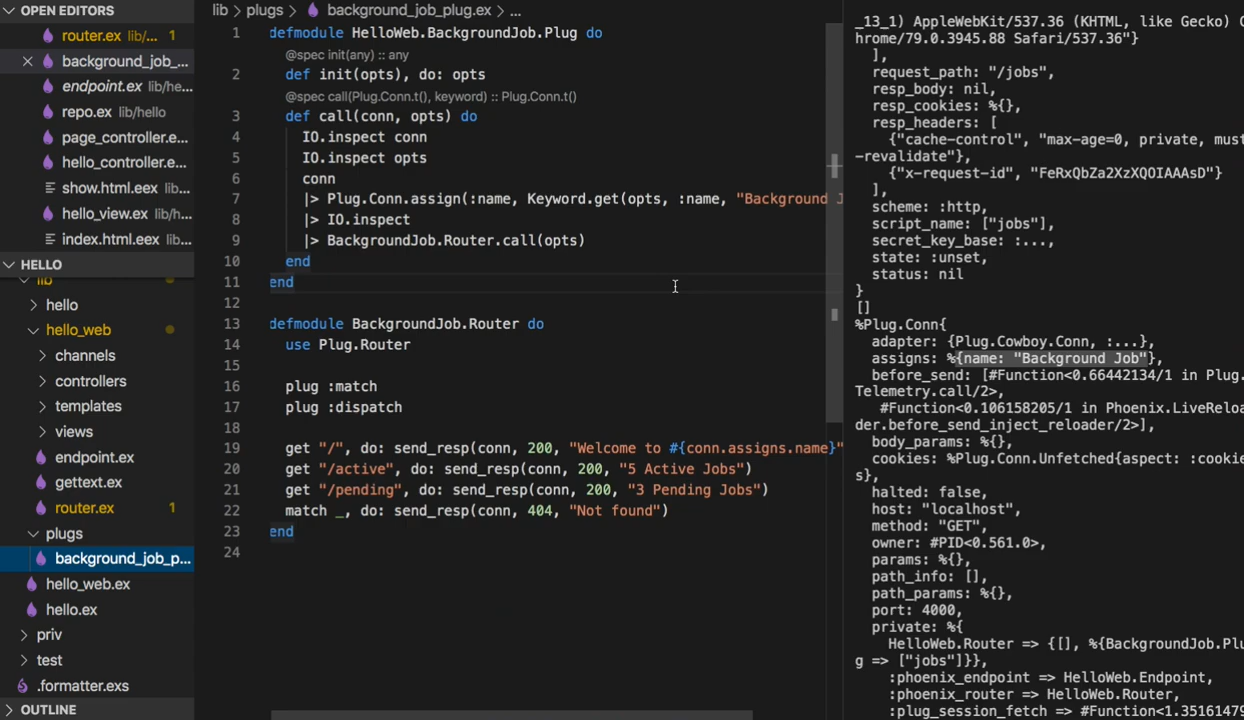 OPEN EDITORS
router.ex lib/... 1
background_job_...
endpoint.ex lib/he...
repo.ex lib/hello
page_controller.e...
hello_controller.e...
show.html.eex lib...
hello_view.ex lib/h...
index.html.eex lib...
HELLO
lib
hello
hello_web
channels
controllers
templates
views
endpoint.ex
gettext.ex
router.ex 1
plugs
background_job_p...
hello_web.ex
hello.ex
priv
test
.formatter.exs
OUTLINE
lib > plugs > background_job_plug.ex > ...
1 defmodule HelloWeb.BackgroundJob.Plug do
@spec init(any) :: any
2 def init(opts), do: opts
@spec call(Plug.Conn.t(), keyword) :: Plug.Conn.t()
3 def call(conn, opts) do
4 IO.inspect conn
5 IO.inspect opts
6 conn
7 |> Plug.Conn.assign(:name, Keyword.get(opts, :name, "Background J
8 |> IO.inspect
9 |> BackgroundJob.Router.call(opts)
10 end
11 end
12
13 defmodule BackgroundJob.Router do
14 use Plug.Router
15
16 plug :match
17 plug :dispatch
18
19 get "/", do: send_resp(conn, 200, "Welcome to #{conn.assigns.name}"
20 get "/active", do: send_resp(conn, 200, "5 Active Jobs")
21 get "/pending", do: send_resp(conn, 200, "3 Pending Jobs")
22 match _, do: send_resp(conn, 404, "Not found")
23 end
24
_13_1) AppleWebKit/537.36 (KHTML, like Gecko) C
hrome/79.0.3945.88 Safari/537.36"}
],
request_path: "/jobs",
resp_body: nil,
resp_cookies: %{},
resp_headers: [
{"cache-control", "max-age=0, private, must
-revalidate"},
{"x-request-id", "FeRxQbZa2XzXQOIAAAsD"}
],
scheme: :http,
script_name: ["jobs"],
secret_key_base: :...,
state: :unset,
status: nil
}
[]
%Plug.Conn{
adapter: {Plug.Cowboy.Conn, :...},
assigns: %{name: "Background Job"},
before_send: [#Function<0.66442134/1 in Plug.
Telemetry.call/2>,
#Function<0.106158205/1 in Phoenix.LiveReloa
der.before_send_inject_reloader/2>],
body_params: %{},
cookies: %Plug.Conn.Unfetched{aspect: :cookie
s},
halted: false,
host: "localhost",
method: "GET",
owner: #PID<0.561.0>,
params: %{},
path_info: [],
path_params: %{},
port: 4000,
private: %{
HelloWeb.Router => {[], %{BackgroundJob.Plu
g => ["jobs"]}},
:phoenix_endpoint => HelloWeb.Endpoint,
:phoenix_router => HelloWeb.Router,
:plug_session_fetch => #Function<1.35161479